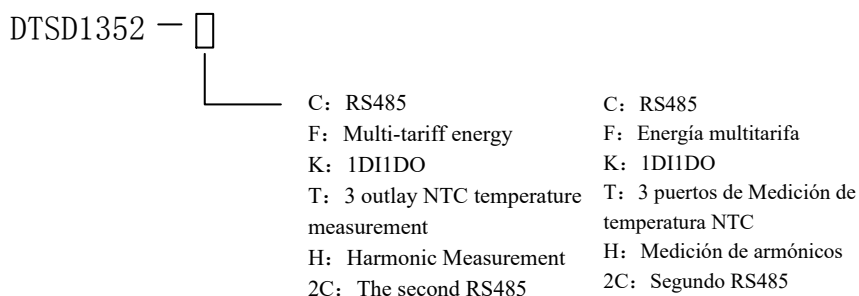 DTSD1352 — □
C：RS485
F：Multi-tariff energy
K：1DI1DO
T：3 outlay NTC temperature
measurement
H：Harmonic Measurement
2C：The second RS485
C：RS485
F：Energía multitarifa
K：1DI1DO
T：3 puertos de Medición de
temperatura NTC
H：Medición de armónicos
2C：Segundo RS485